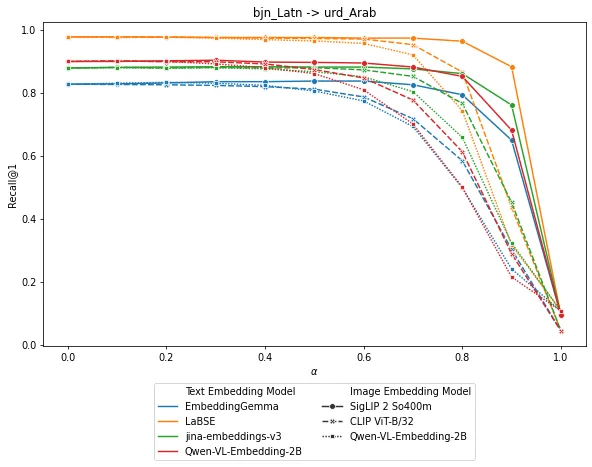 bjn_Latn -> urd_Arab
Recall@1
1.0
0.8
0.6
0.4
0.2
0.0
0.0 0.2 0.4 0.6 0.8 1.0
α
Text Embedding Model Image Embedding Model
EmbeddingGemma SigLIP 2 So400m
LaBSE CLIP ViT-B/32
jina-embeddings-v3 Qwen-VL-Embedding-2B
Qwen-VL-Embedding-2B